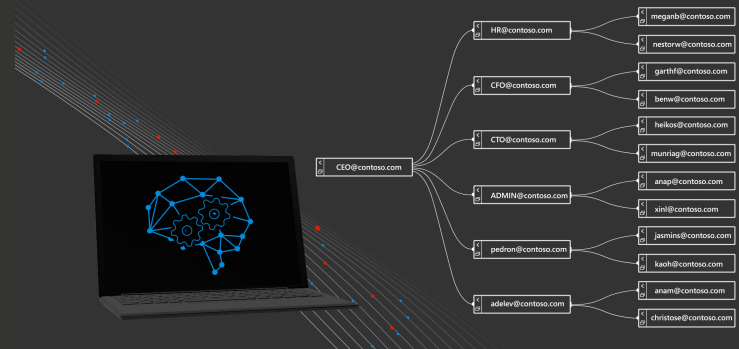 meganb@contoso.com
HR@contoso.com
nestorw@contoso.com
garthf@contoso.com
CFO@contoso.com
benw@contoso.com
heikos@contoso.com
CTO@contoso.com
munriag@contoso.com
CEO@contoso.com
anap@contoso.com
ADMIN@contoso.com
xinl@contoso.com
jasmins@contoso.com
pedron@contoso.com
kaoh@contoso.com
anam@contoso.com
adelev@contoso.com
christose@contoso.com